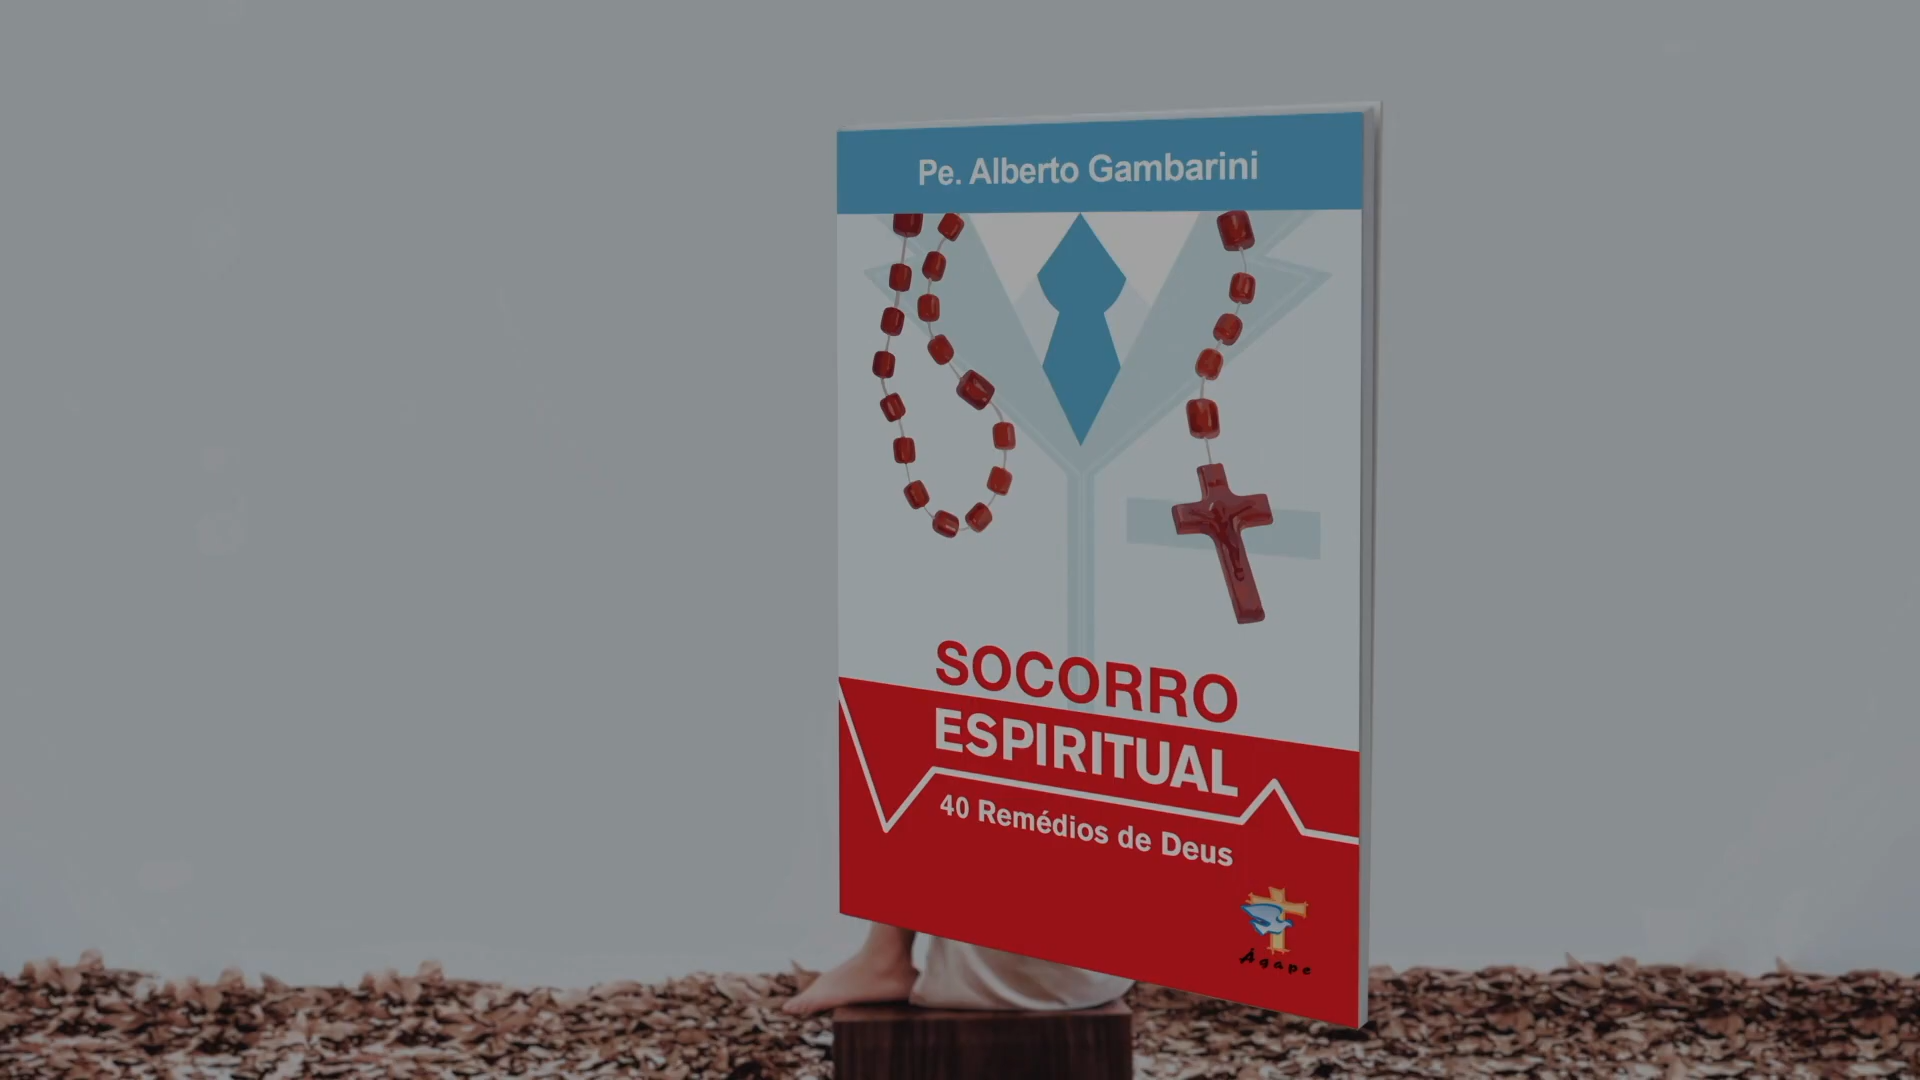 Pe. Alberto Gambarini
SOCORRO
ESPIRITUAL
40 Remédios de Deus
Ágape